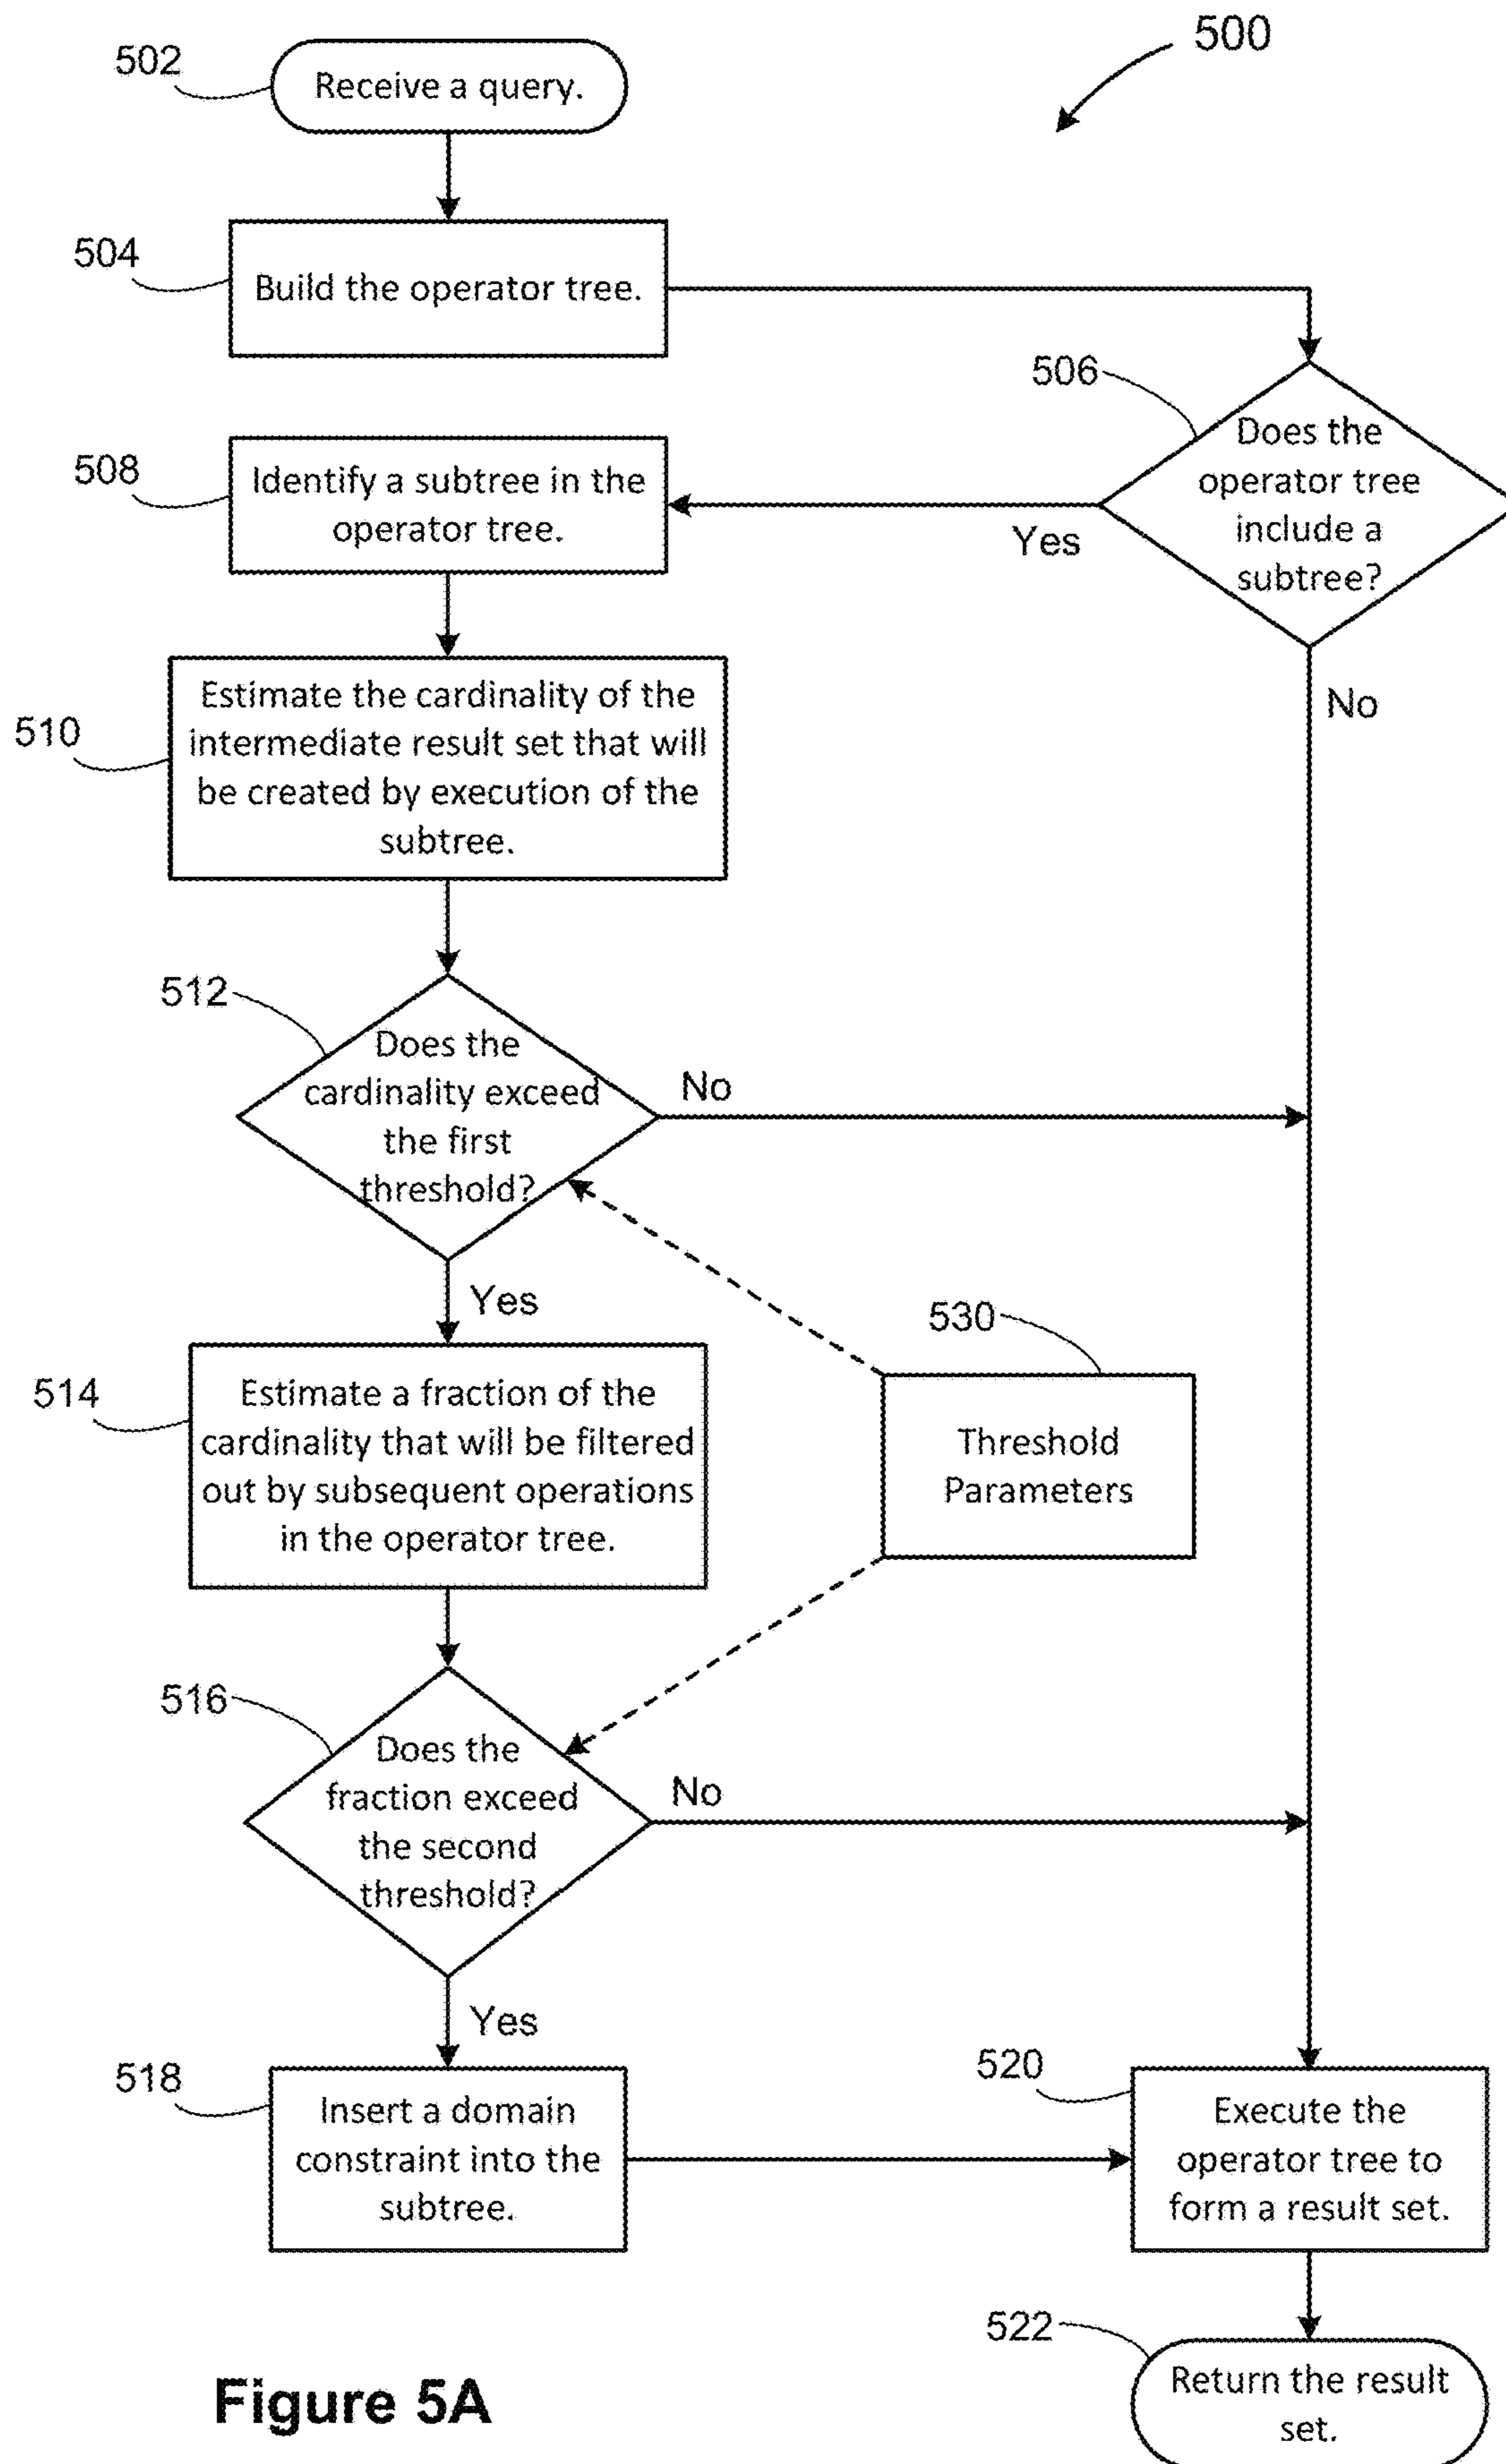 500
502
Receive a query.
504
Build the operator tree.
506
Does the
operator tree
include a
subtree?
Yes
No
508
Identify a subtree in the
operator tree.
510
Estimate the cardinality of the
intermediate result set that will
be created by execution of the
subtree.
512
Does the
cardinality exceed
the first
threshold?
No
Yes
530
Threshold
Parameters
514
Estimate a fraction of the
cardinality that will be filtered
out by subsequent operations
in the operator tree.
516
Does the
fraction exceed
the second
threshold?
No
Yes
518
Insert a domain
constraint into the
subtree.
520
Execute the
operator tree to
form a result set.
522
Return the result
set.
Figure 5A